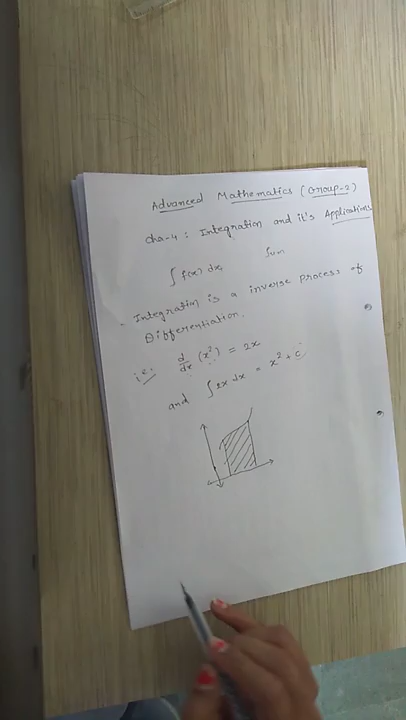 Advanced Mathematics (Group-2)
cha-4: Integration and it's Applications
∫ f(x) dx
- Integration is a inverse process of
Differentiation.
i.e. d/dx (x²) = 2x
and ∫ 2x dx = x² + c